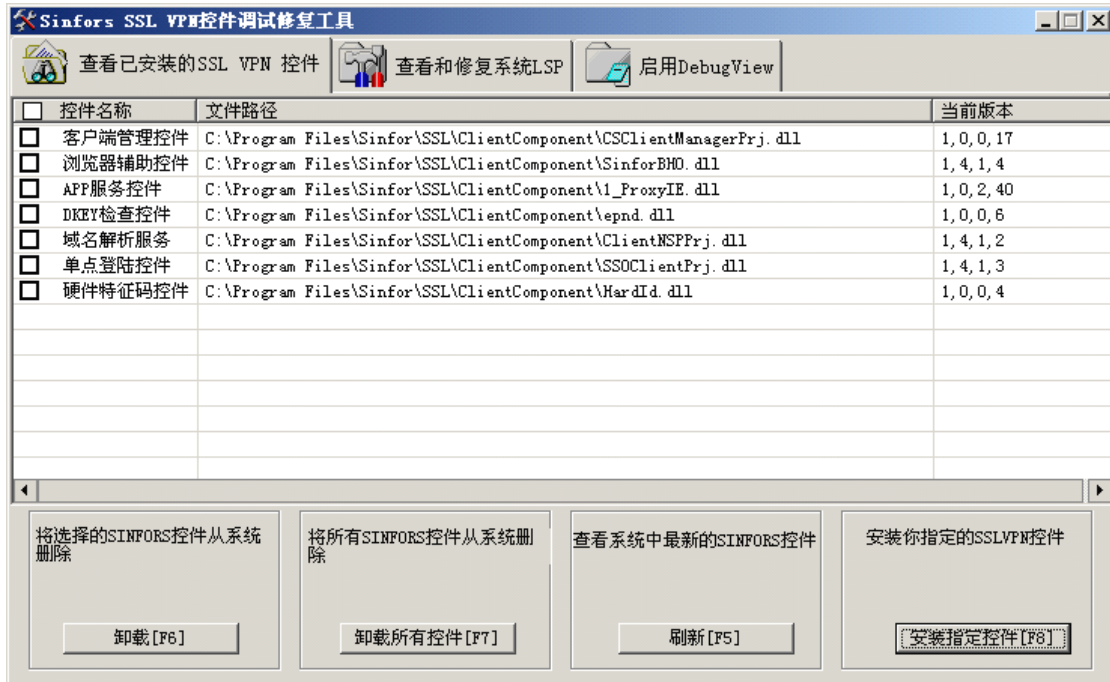 Sinfors SSL VPN控件调试修复工具
查看已安装的SSL VPN 控件 查看和修复系统LSP 启用DebugView
控件名称 文件路径 当前版本
客户端管理控件 C:\Program Files\Sinfor\SSL\ClientComponent\CSClientManagerPrj.dll 1,0,0,17
浏览器辅助控件 C:\Program Files\Sinfor\SSL\ClientComponent\SinforBHO.dll 1,4,1,4
APP服务控件 C:\Program Files\Sinfor\SSL\ClientComponent\1_ProxyIE.dll 1,0,2,40
DKEY检查控件 C:\Program Files\Sinfor\SSL\ClientComponent\epnd.dll 1,0,0,6
域名解析服务 C:\Program Files\Sinfor\SSL\ClientComponent\ClientNSPPrj.dll 1,4,1,2
单点登陆控件 C:\Program Files\Sinfor\SSL\ClientComponent\SSOClientPrj.dll 1,4,1,3
硬件特征码控件 C:\Program Files\Sinfor\SSL\ClientComponent\HardId.dll 1,0,0,4
将选择的SINFORS控件从系统
删除
卸载[F6]
将所有SINFORS控件从系统删
除
卸载所有控件[F7]
查看系统中最新的SINFORS控件
刷新[F5]
安装你指定的SSLVPN控件
安装指定控件[F8]